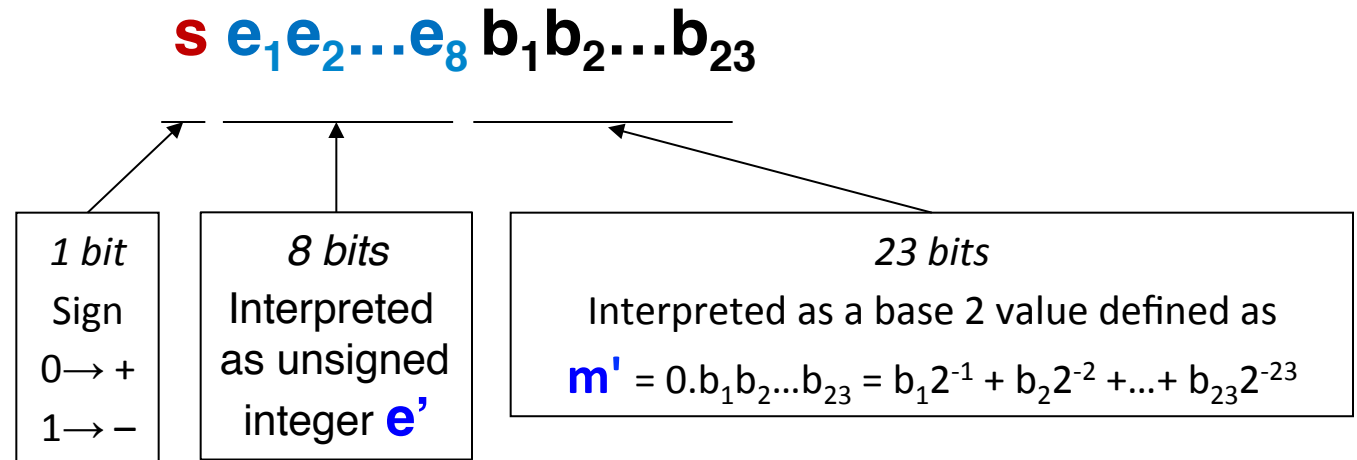 s e₁e₂...e₈ b₁b₂...b₂₃
1 bit
Sign
0→ +
1→ –
8 bits
Interpreted
as unsigned
integer e’
23 bits
Interpreted as a base 2 value defined as
m' = 0.b₁b₂...b₂₃ = b₁2⁻¹ + b₂2⁻² +...+ b₂₃2⁻²³